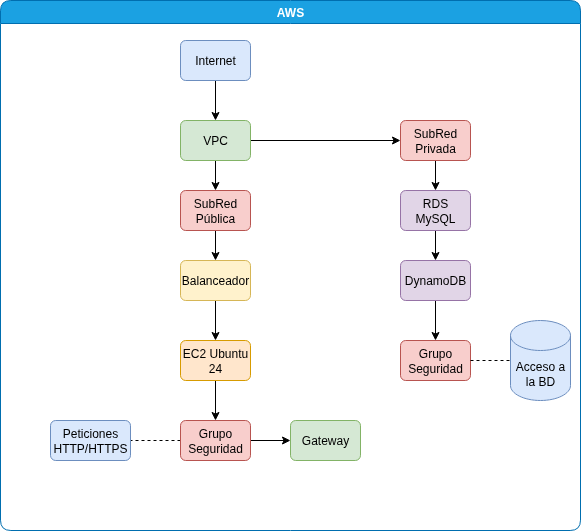 AWS
Internet
VPC
SubRed
Privada
SubRed
Pública
RDS
MySQL
Balanceador
DynamoDB
EC2 Ubuntu
24
Grupo
Seguridad
Acceso a
la BD
Peticiones
HTTP/HTTPS
Grupo
Seguridad
Gateway